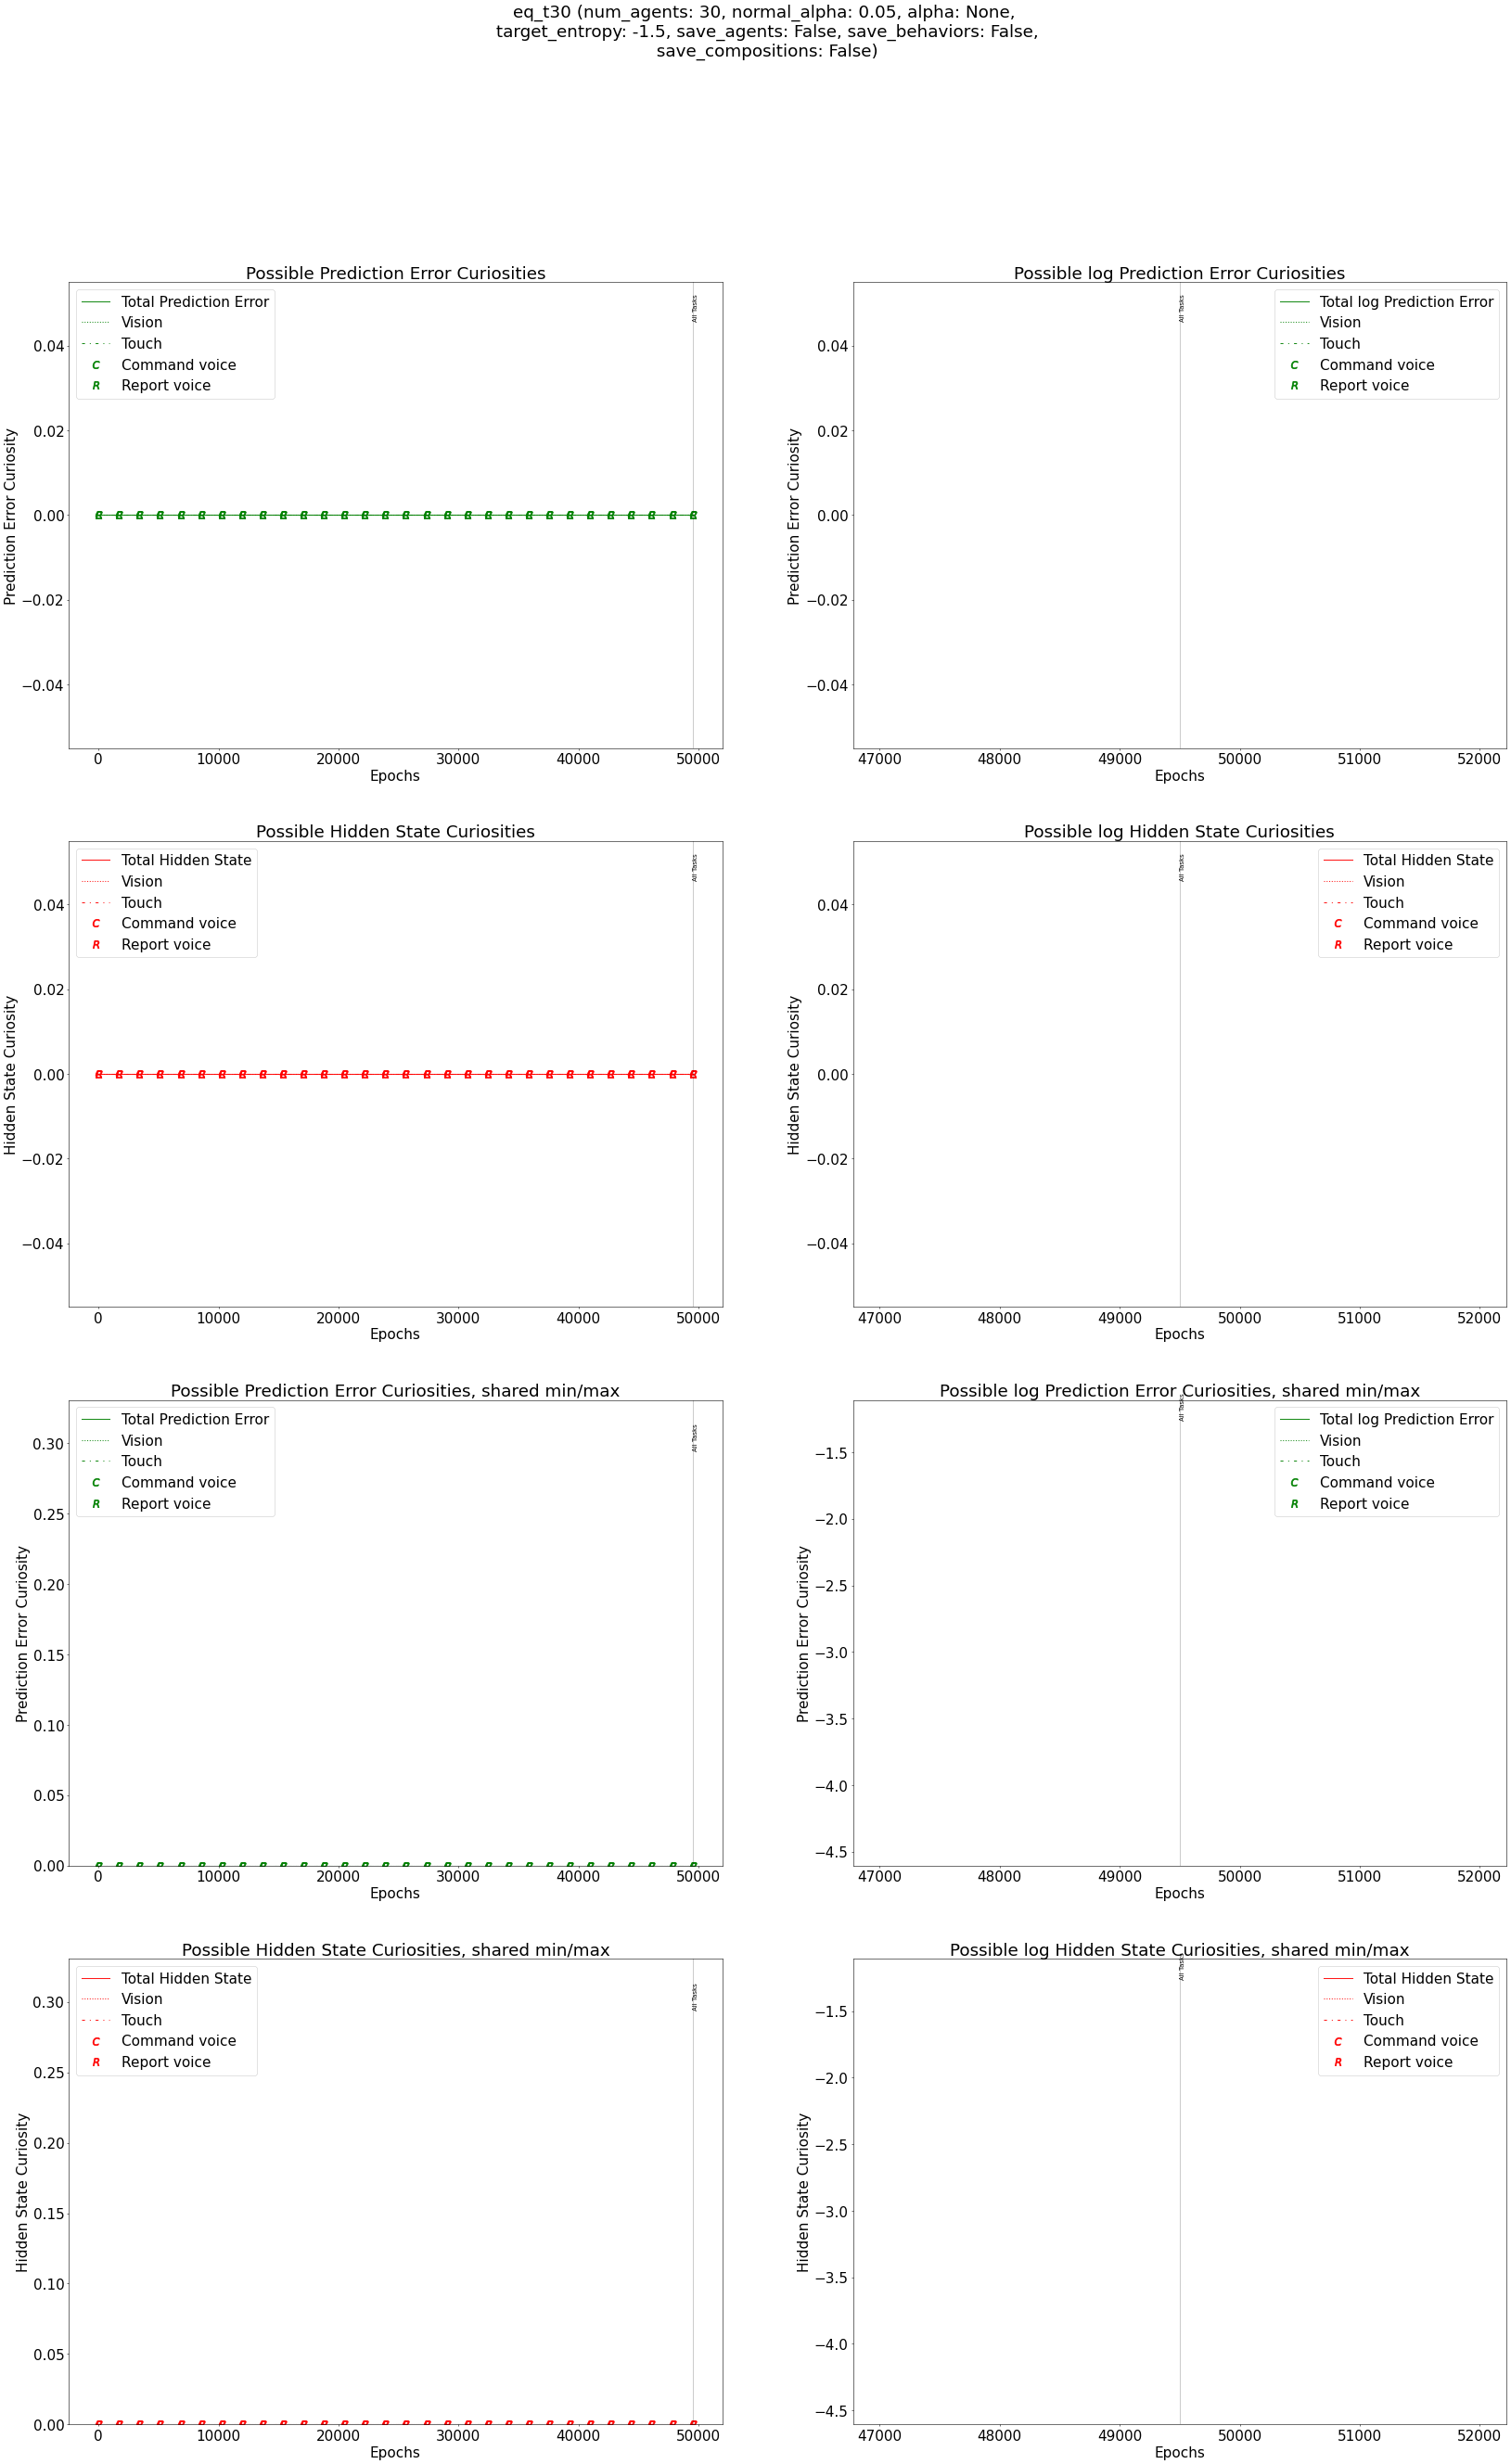 eq_t30 (num_agents: 30, normal_alpha: 0.05, alpha: None,
target_entropy: -1.5, save_agents: False, save_behaviors: False,
save_compositions: False)
Possible Prediction Error Curiosities
Total Prediction Error
Vision
Touch
C Command voice
R Report voice
All Tasks
Prediction Error Curiosity
0.04
0.02
0.00
−0.02
−0.04
0 10000 20000 30000 40000 50000
Epochs
Possible log Prediction Error Curiosities
Total log Prediction Error
Vision
Touch
C Command voice
R Report voice
All Tasks
Prediction Error Curiosity
0.04
0.02
0.00
−0.02
−0.04
47000 48000 49000 50000 51000 52000
Epochs
Possible Hidden State Curiosities
Total Hidden State
Vision
Touch
C Command voice
R Report voice
All Tasks
Hidden State Curiosity
0.04
0.02
0.00
−0.02
−0.04
0 10000 20000 30000 40000 50000
Epochs
Possible log Hidden State Curiosities
Total Hidden State
Vision
Touch
C Command voice
R Report voice
All Tasks
Hidden State Curiosity
0.04
0.02
0.00
−0.02
−0.04
47000 48000 49000 50000 51000 52000
Epochs
Possible Prediction Error Curiosities, shared min/max
Total Prediction Error
Vision
Touch
C Command voice
R Report voice
All Tasks
Prediction Error Curiosity
0.30
0.25
0.20
0.15
0.10
0.05
0.00
0 10000 20000 30000 40000 50000
Epochs
Possible log Prediction Error Curiosities, shared min/max
Total log Prediction Error
Vision
Touch
C Command voice
R Report voice
All Tasks
Prediction Error Curiosity
−1.5
−2.0
−2.5
−3.0
−3.5
−4.0
−4.5
47000 48000 49000 50000 51000 52000
Epochs
Possible Hidden State Curiosities, shared min/max
Total Hidden State
Vision
Touch
C Command voice
R Report voice
All Tasks
Hidden State Curiosity
0.30
0.25
0.20
0.15
0.10
0.05
0.00
0 10000 20000 30000 40000 50000
Epochs
Possible log Hidden State Curiosities, shared min/max
Total Hidden State
Vision
Touch
C Command voice
R Report voice
All Tasks
Hidden State Curiosity
−1.5
−2.0
−2.5
−3.0
−3.5
−4.0
−4.5
47000 48000 49000 50000 51000 52000
Epochs